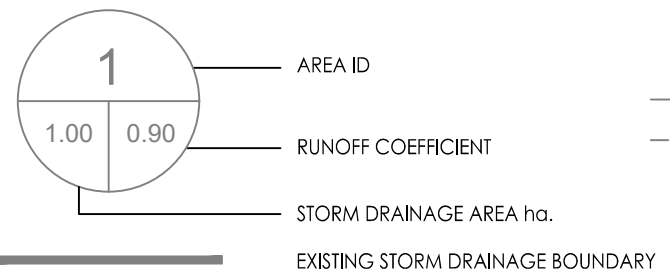 1
AREA ID
1.00 0.90
RUNOFF COEFFICIENT
STORM DRAINAGE AREA ha.
EXISTING STORM DRAINAGE BOUNDARY